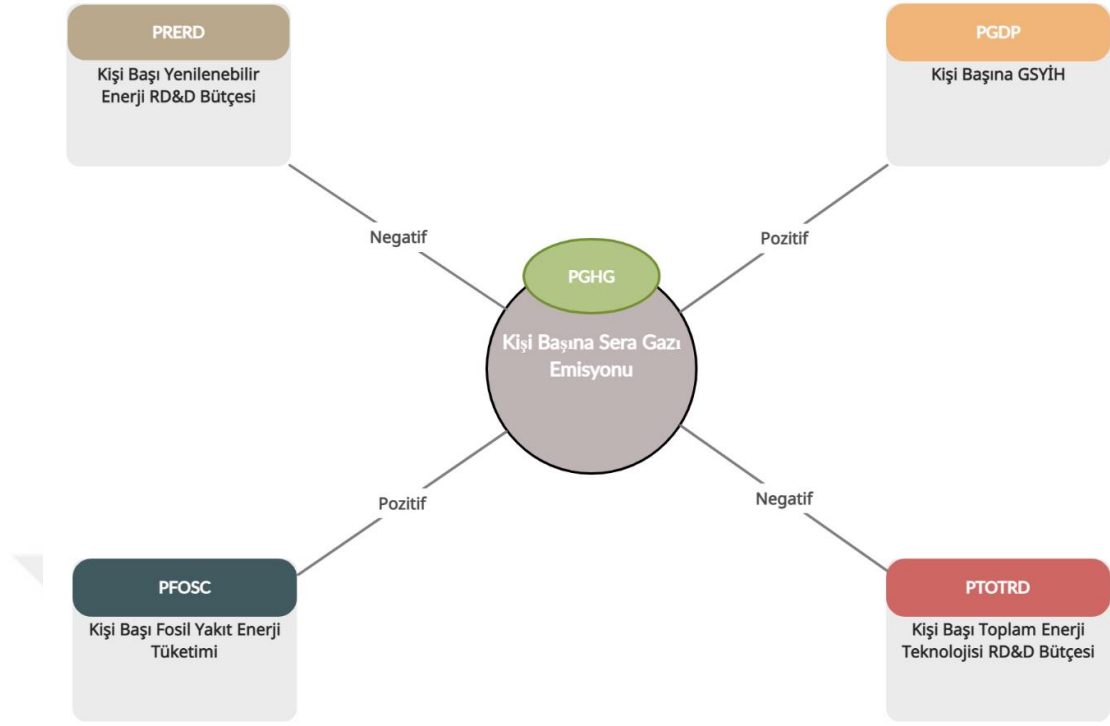 PRERD
Kişi Başı Yenilenebilir
Enerji RD&D Bütçesi
PGDP
Kişi Başına GSYİH
Negatif
Pozitif
PGHG
Kişi Başına Sera Gazı
Emisyonu
Pozitif
Negatif
PFOSC
Kişi Başı Fosil Yakıt Enerji
Tüketimi
PTOTRD
Kişi Başı Toplam Enerji
Teknolojisi RD&D Bütçesi